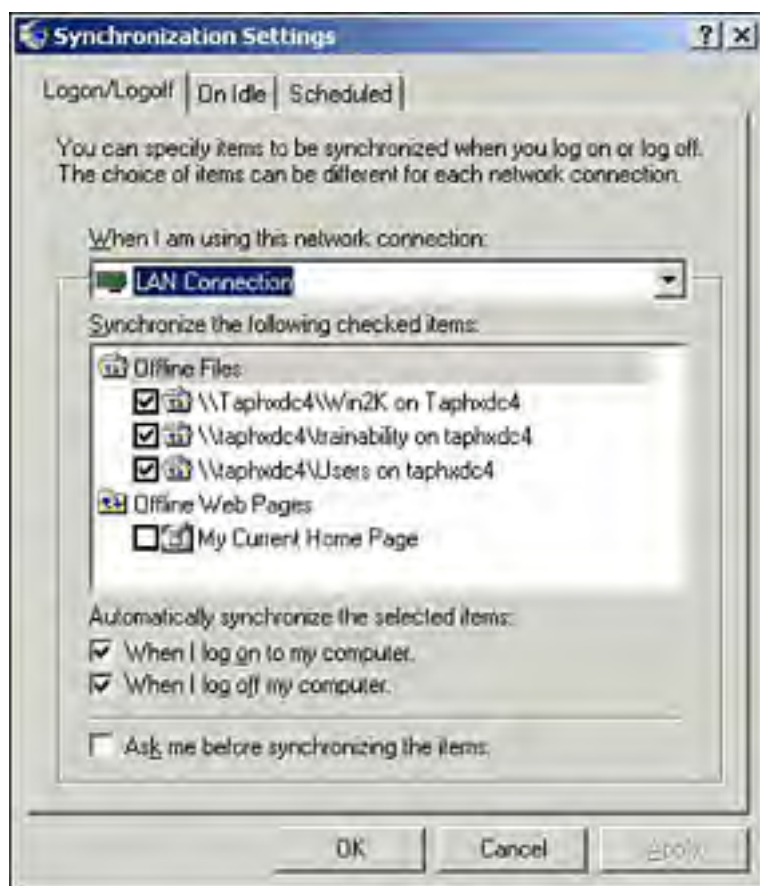 Synchronization Settings
Logon/Logoff
On Idle
Scheduled
You can specify items to be synchronized when you log on or log off.
The choice of items can be different for each network connection.
When I am using this network connection:
LAN Connection
Synchronize the following checked items:
Offline Files
\\Taphxdc4\Win2K on Taphxdc4
\\taphxdc4\trainability on taphxdc4
\\taphxdc4\Users on taphxdc4
Offline Web Pages
My Current Home Page
Automatically synchronize the selected items:
When I log on to my computer.
When I log off my computer.
Ask me before synchronizing the items.
OK
Cancel
Apply